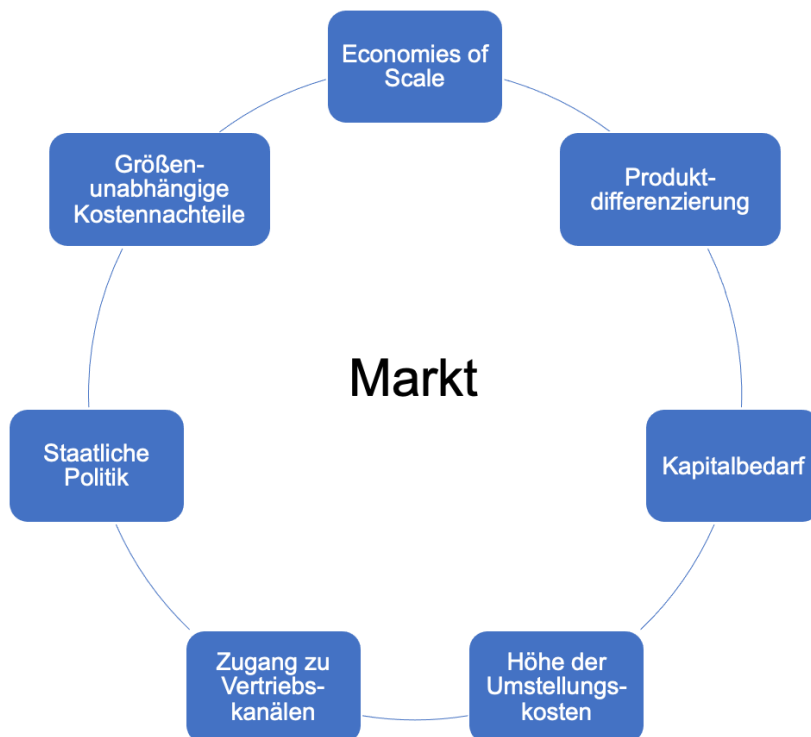 Economies of
Scale
Produkt-
differenzierung
Kapitalbedarf
Höhe der
Umstellungs-
kosten
Zugang zu
Vertriebs-
kanälen
Staatliche
Politik
Größen-
unabhängige
Kostennachteile
Markt